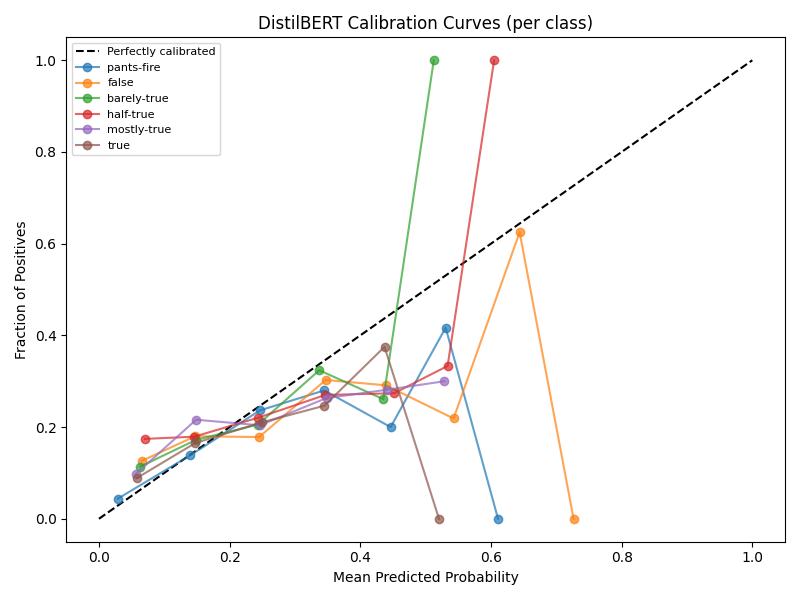 DistilBERT Calibration Curves (per class)
Perfectly calibrated
pants-fire
false
barely-true
half-true
mostly-true
true
Fraction of Positives
1.0
0.8
0.6
0.4
0.2
0.0
0.0 0.2 0.4 0.6 0.8 1.0
Mean Predicted Probability